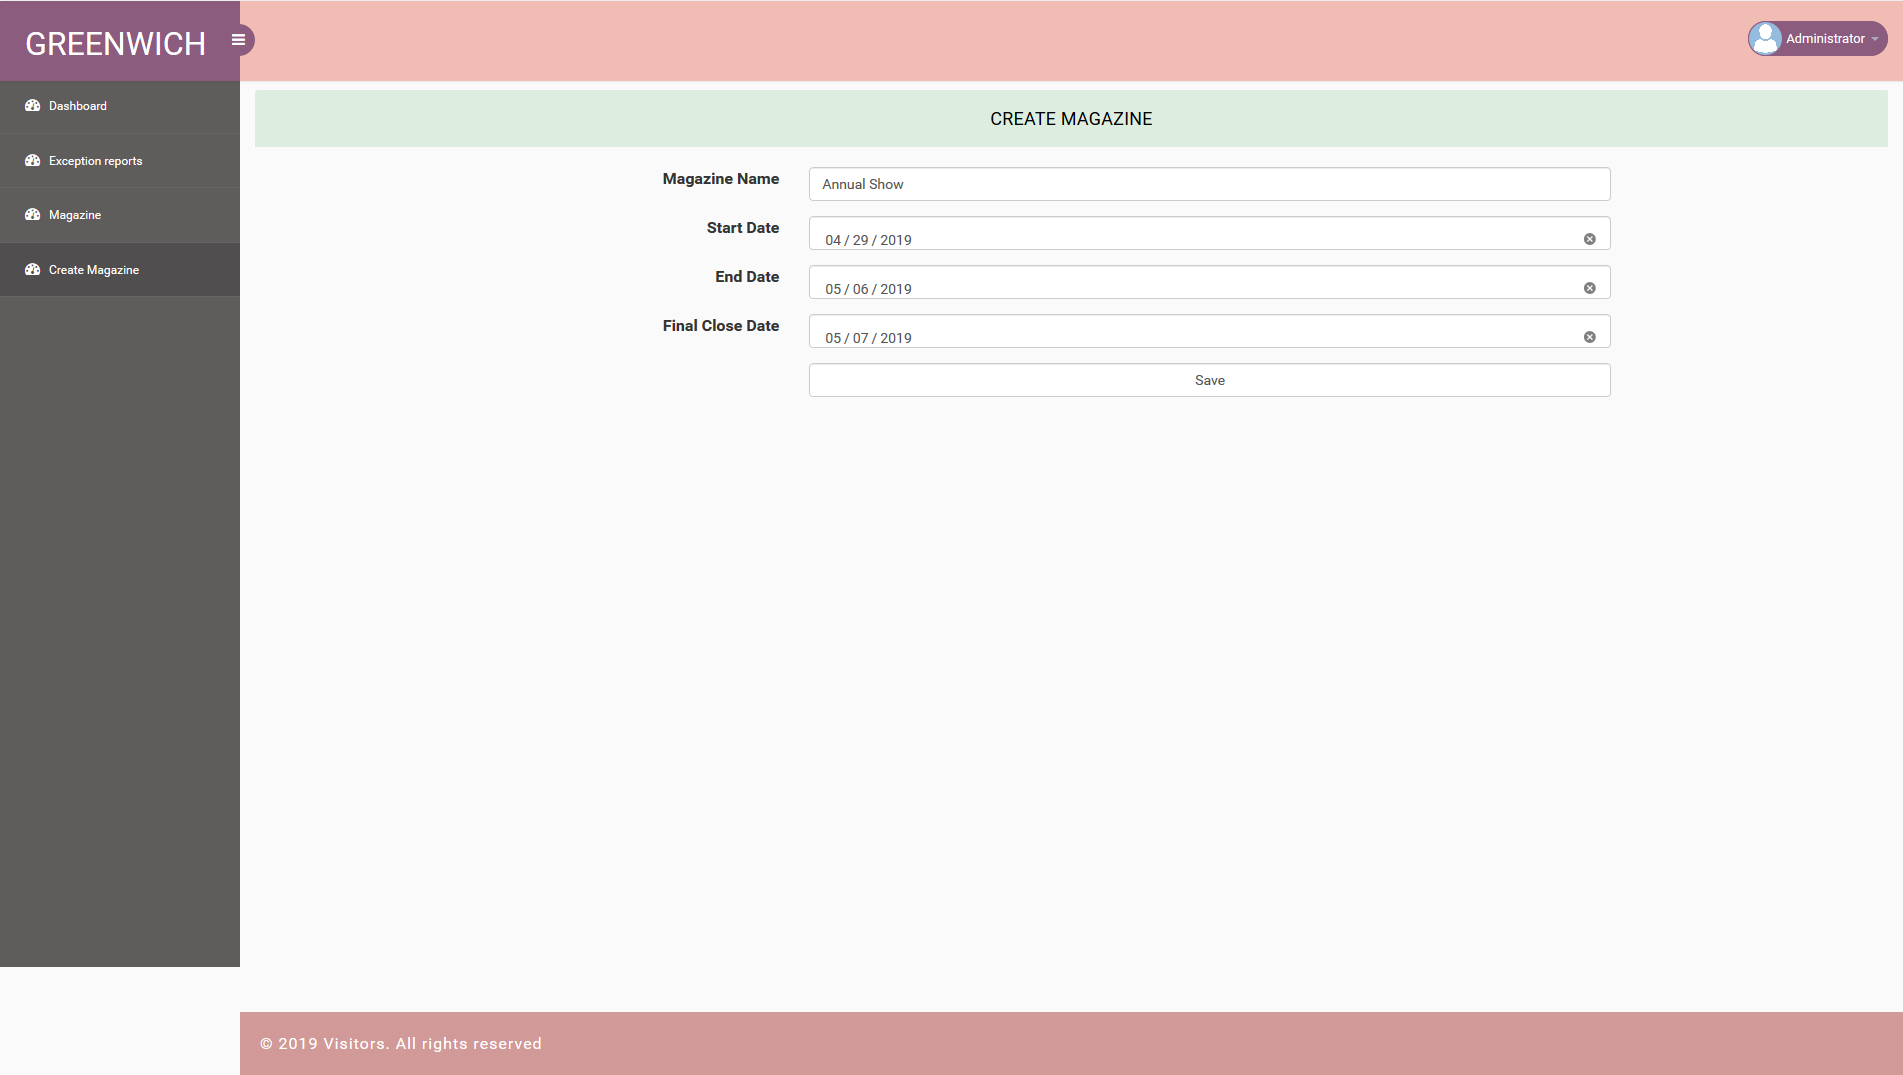 GREENWICH
Administrator
Dashboard
Exception reports
Magazine
Create Magazine
CREATE MAGAZINE
Magazine Name
Annual Show
Start Date
04 / 29 / 2019
End Date
05 / 06 / 2019
Final Close Date
05 / 07 / 2019
Save
© 2019 Visitors. All rights reserved